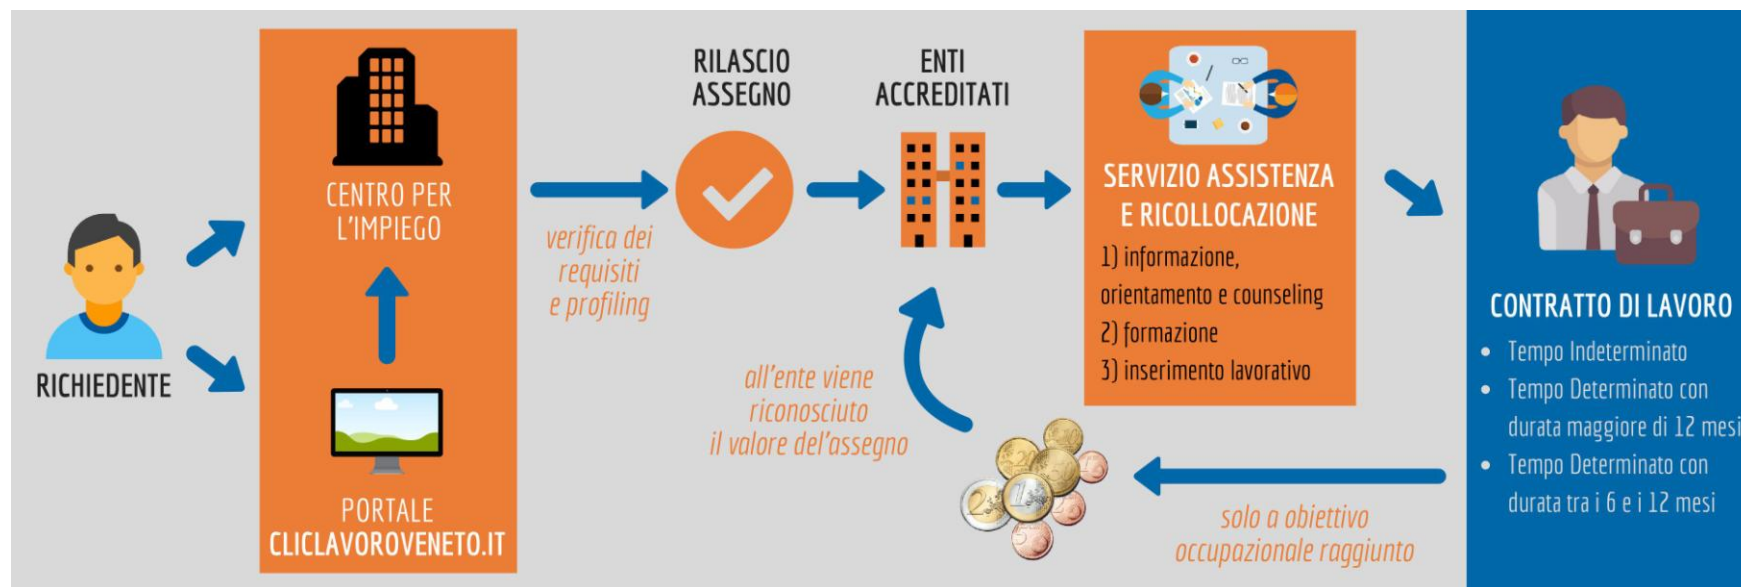 RICHIEDENTE
CENTRO PER
L'IMPIEGO
PORTALE
CLICLAVOROVENETO.IT
verifica dei
requisiti
e profiling
RILASCIO
ASSEGNO
ENTI
ACCREDITATI
SERVIZIO ASSISTENZA
E RICOLLOCAZIONE
1) informazione,
orientamento e counseling
2) formazione
3) inserimento lavorativo
CONTRATTO DI LAVORO
• Tempo Indeterminato
• Tempo Determinato con
durata maggiore di 12 mesi
• Tempo Determinato con
durata tra i 6 e i 12 mesi
solo a obiettivo
occupazionale raggiunto
all'ente viene
riconosciuto
il valore del'assegno